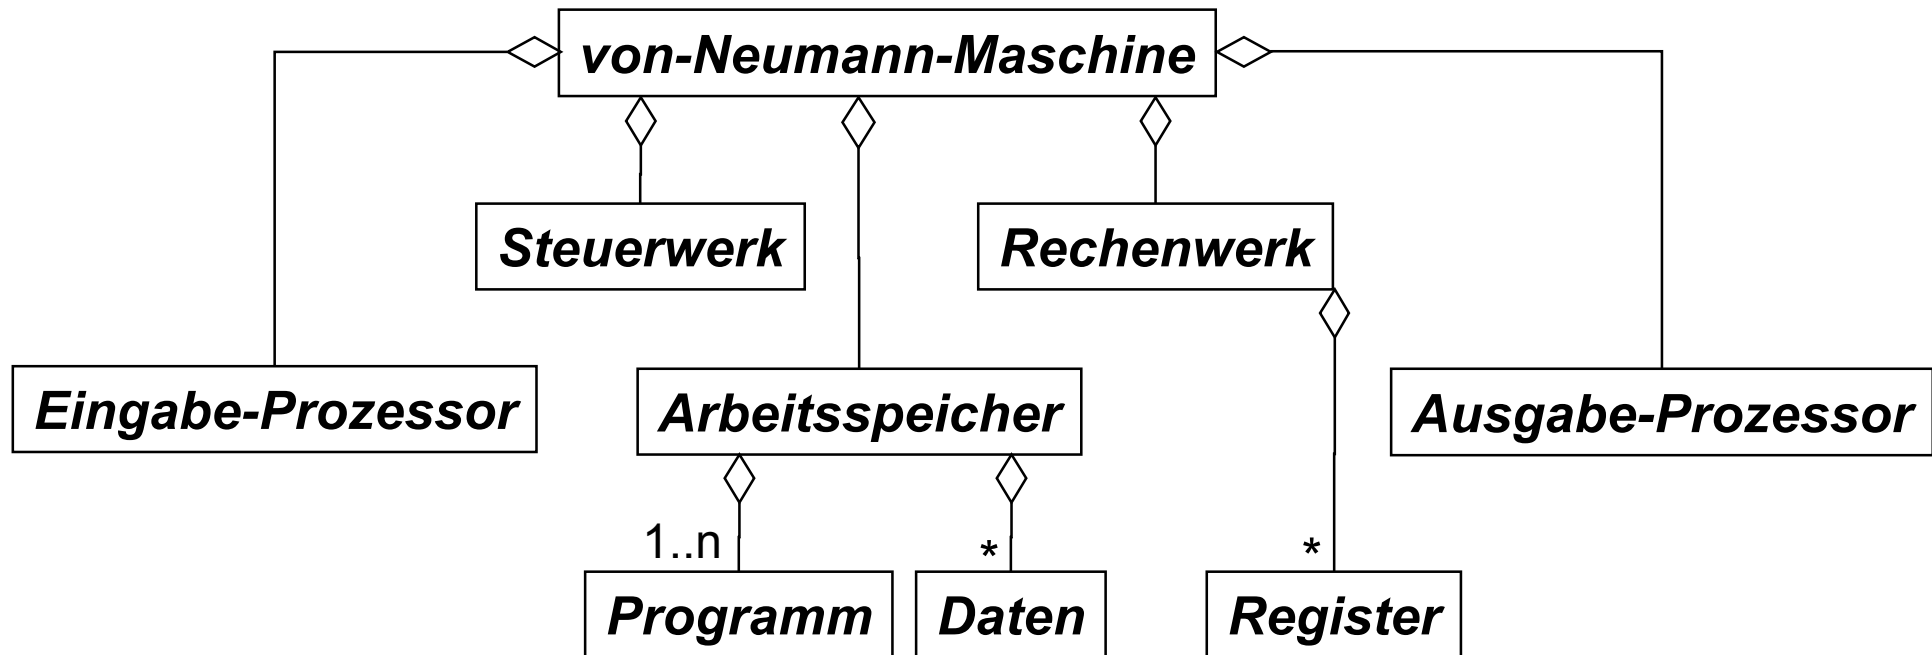 von-Neumann-Maschine
Steuerwerk
Rechenwerk
Eingabe-Prozessor
Arbeitsspeicher
Ausgabe-Prozessor
1..n
*
*
Programm
Daten
Register